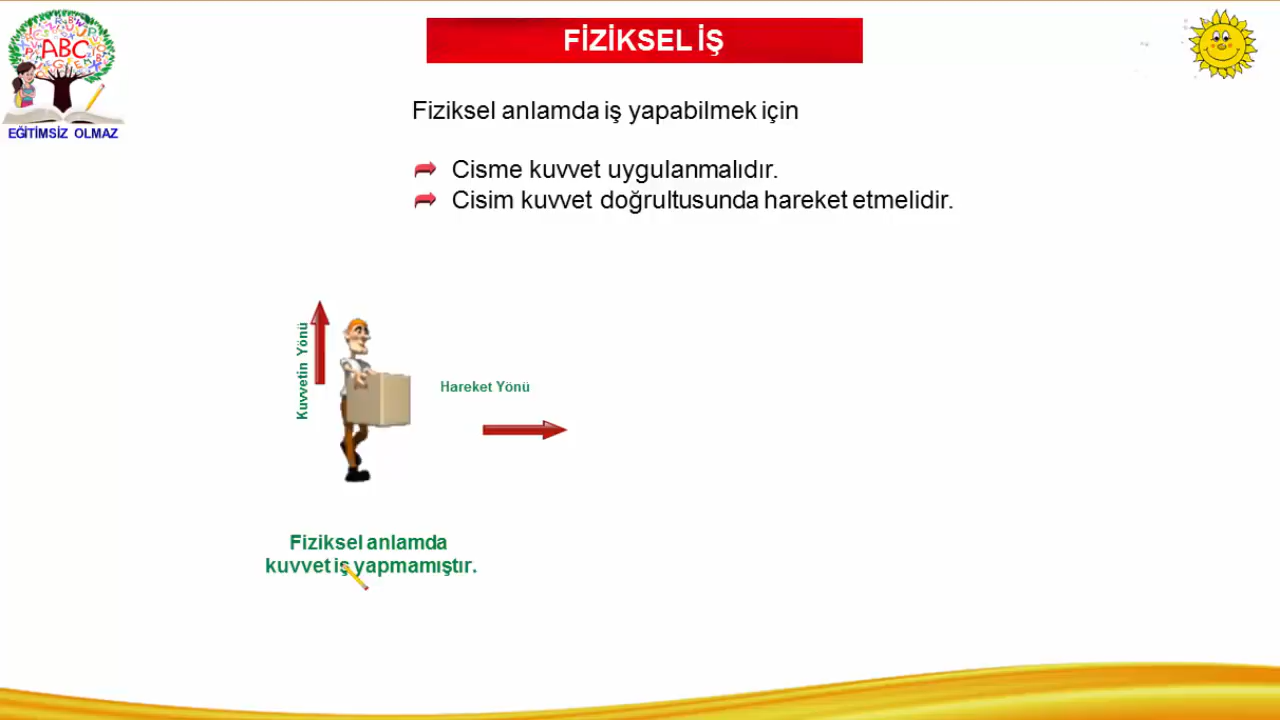 FİZİKSEL İŞ
ABC
EĞİTİMSİZ OLMAZ
Fiziksel anlamda iş yapabilmek için
Cisme kuvvet uygulanmalıdır.
Cisim kuvvet doğrultusunda hareket etmelidir.
Kuvvetin Yönü
Hareket Yönü
Fiziksel anlamda
kuvvet iş yapmamıştır.